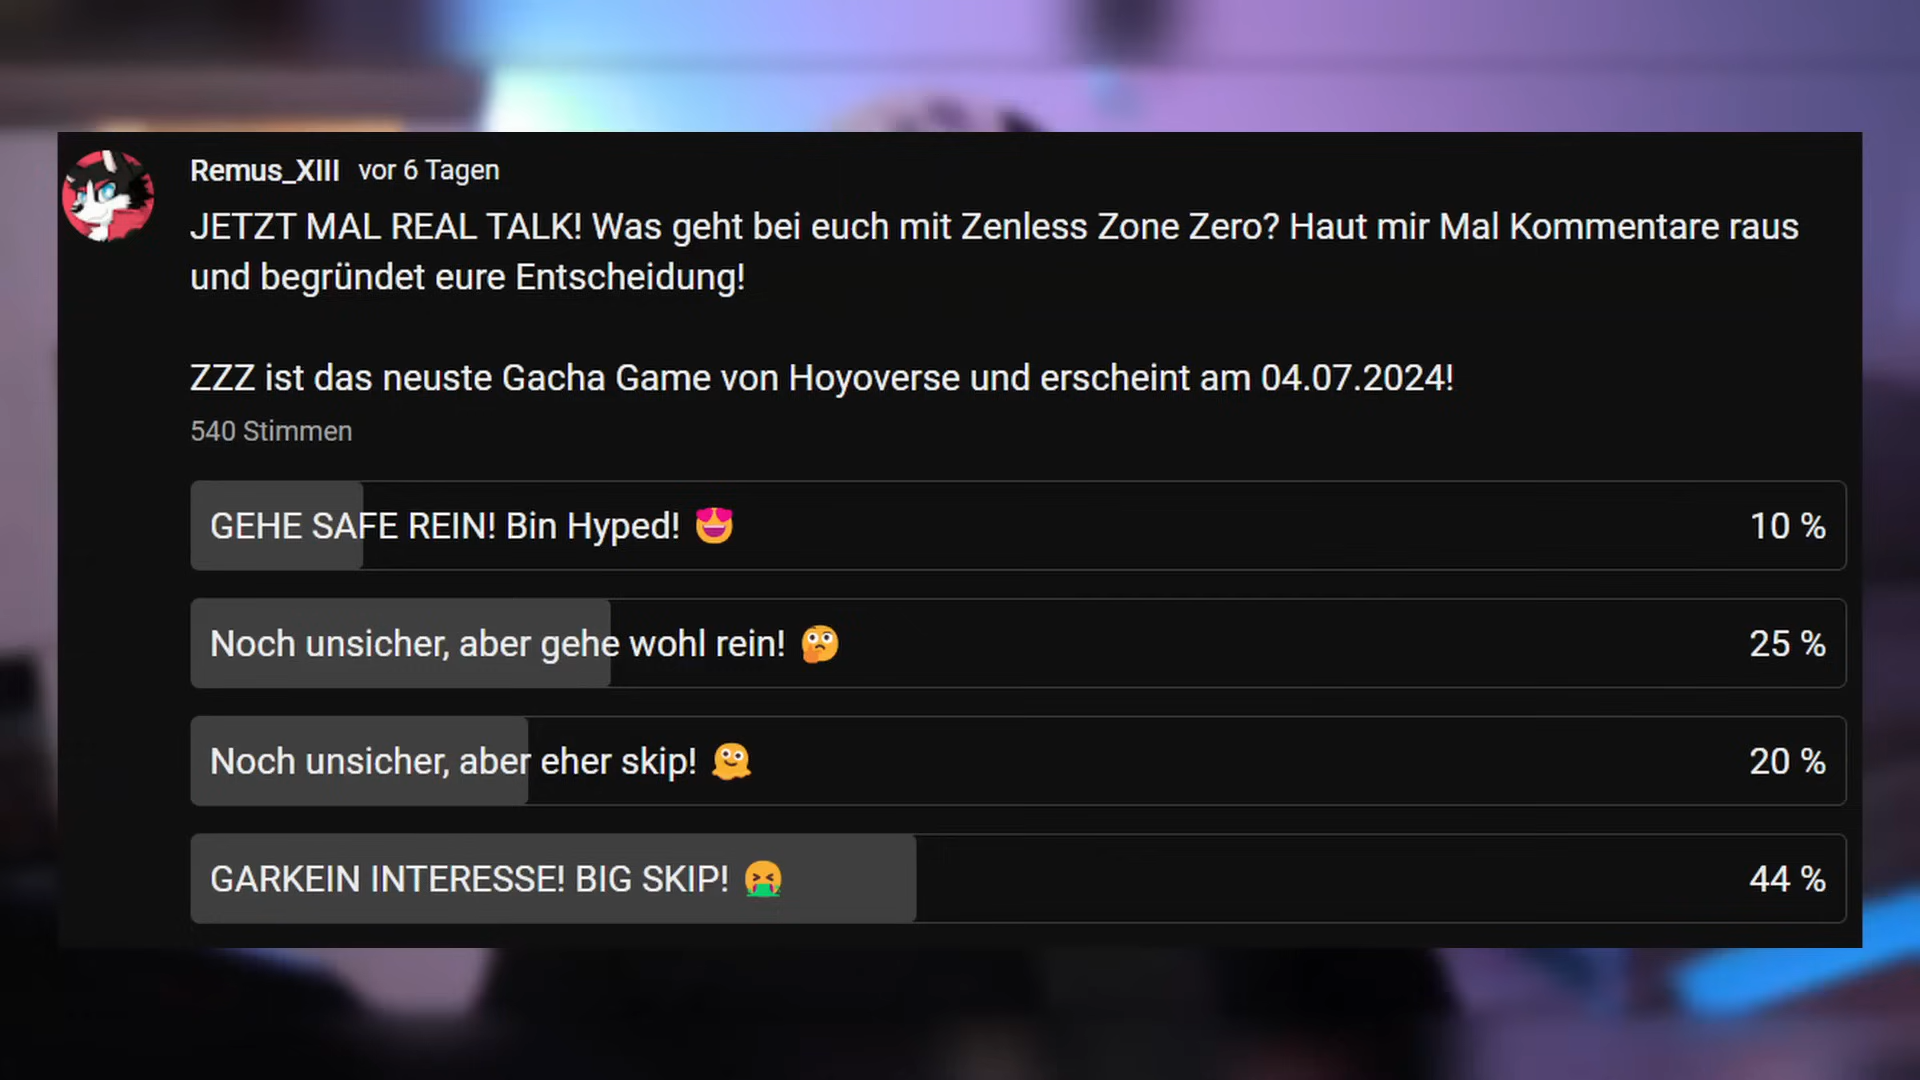 Remus_XIII vor 6 Tagen
JETZT MAL REAL TALK! Was geht bei euch mit Zenless Zone Zero? Haut mir Mal Kommentare raus
und begründet eure Entscheidung!
ZZZ ist das neuste Gacha Game von Hoyoverse und erscheint am 04.07.2024!
540 Stimmen
GEHE SAFE REIN! Bin Hyped! 😍 10 %
Noch unsicher, aber gehe wohl rein! 🤔 25 %
Noch unsicher, aber eher skip! 🫠 20 %
GARKEIN INTERESSE! BIG SKIP! 🤮 44 %